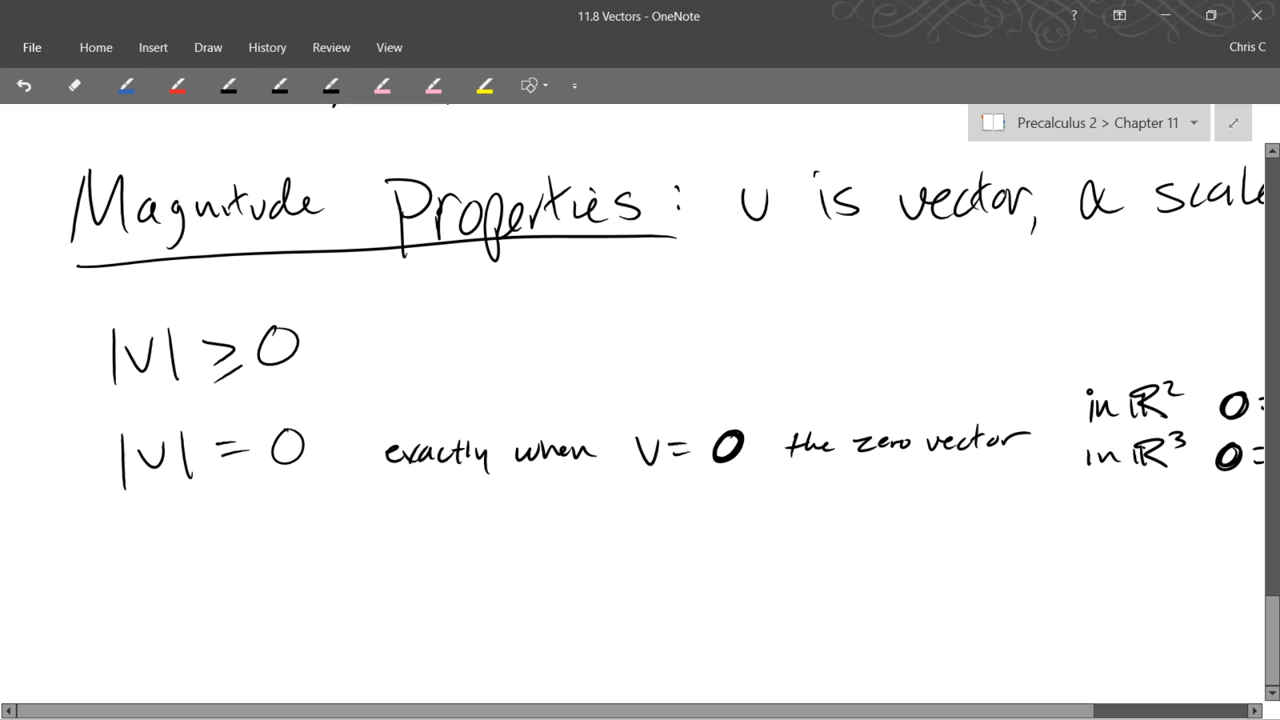 11.8 Vectors - OneNote
File Home Insert Draw History Review View
Chris C
Precalculus 2 > Chapter 11
Magnitude Properties: υ is vector, α scale
|v| ≥ 0
|v| = 0 exactly when v = 0 the zero vector
in ℝ² 0 =
in ℝ³ 0 =